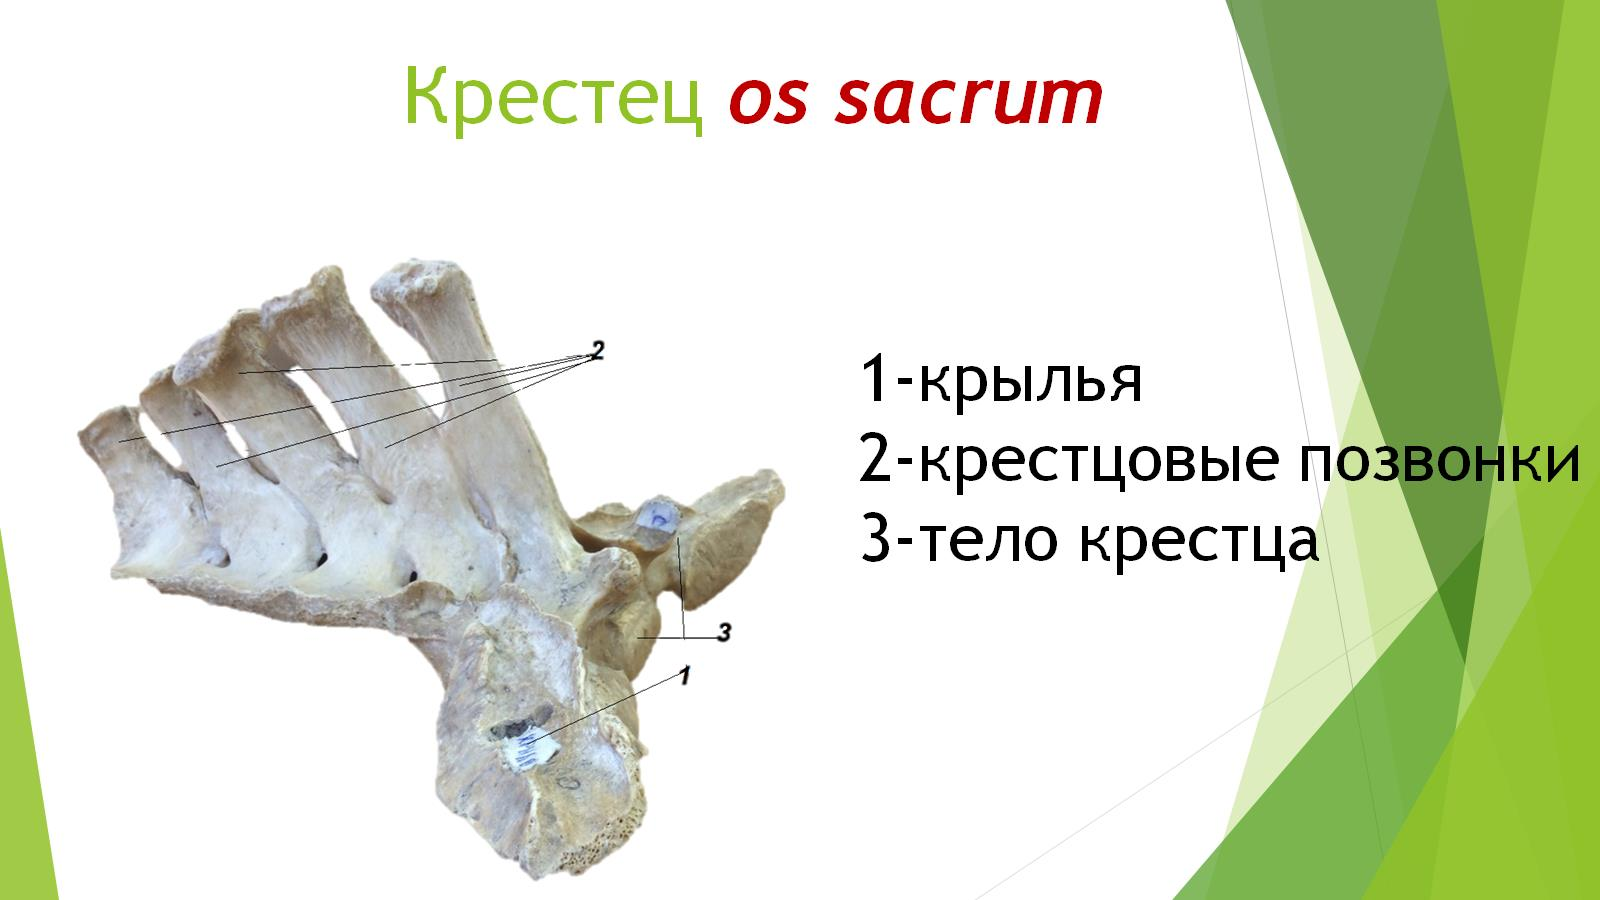 Крестец os sacrum
2
1-крылья
2-крестцовые позвонки
3-тело крестца
3
1